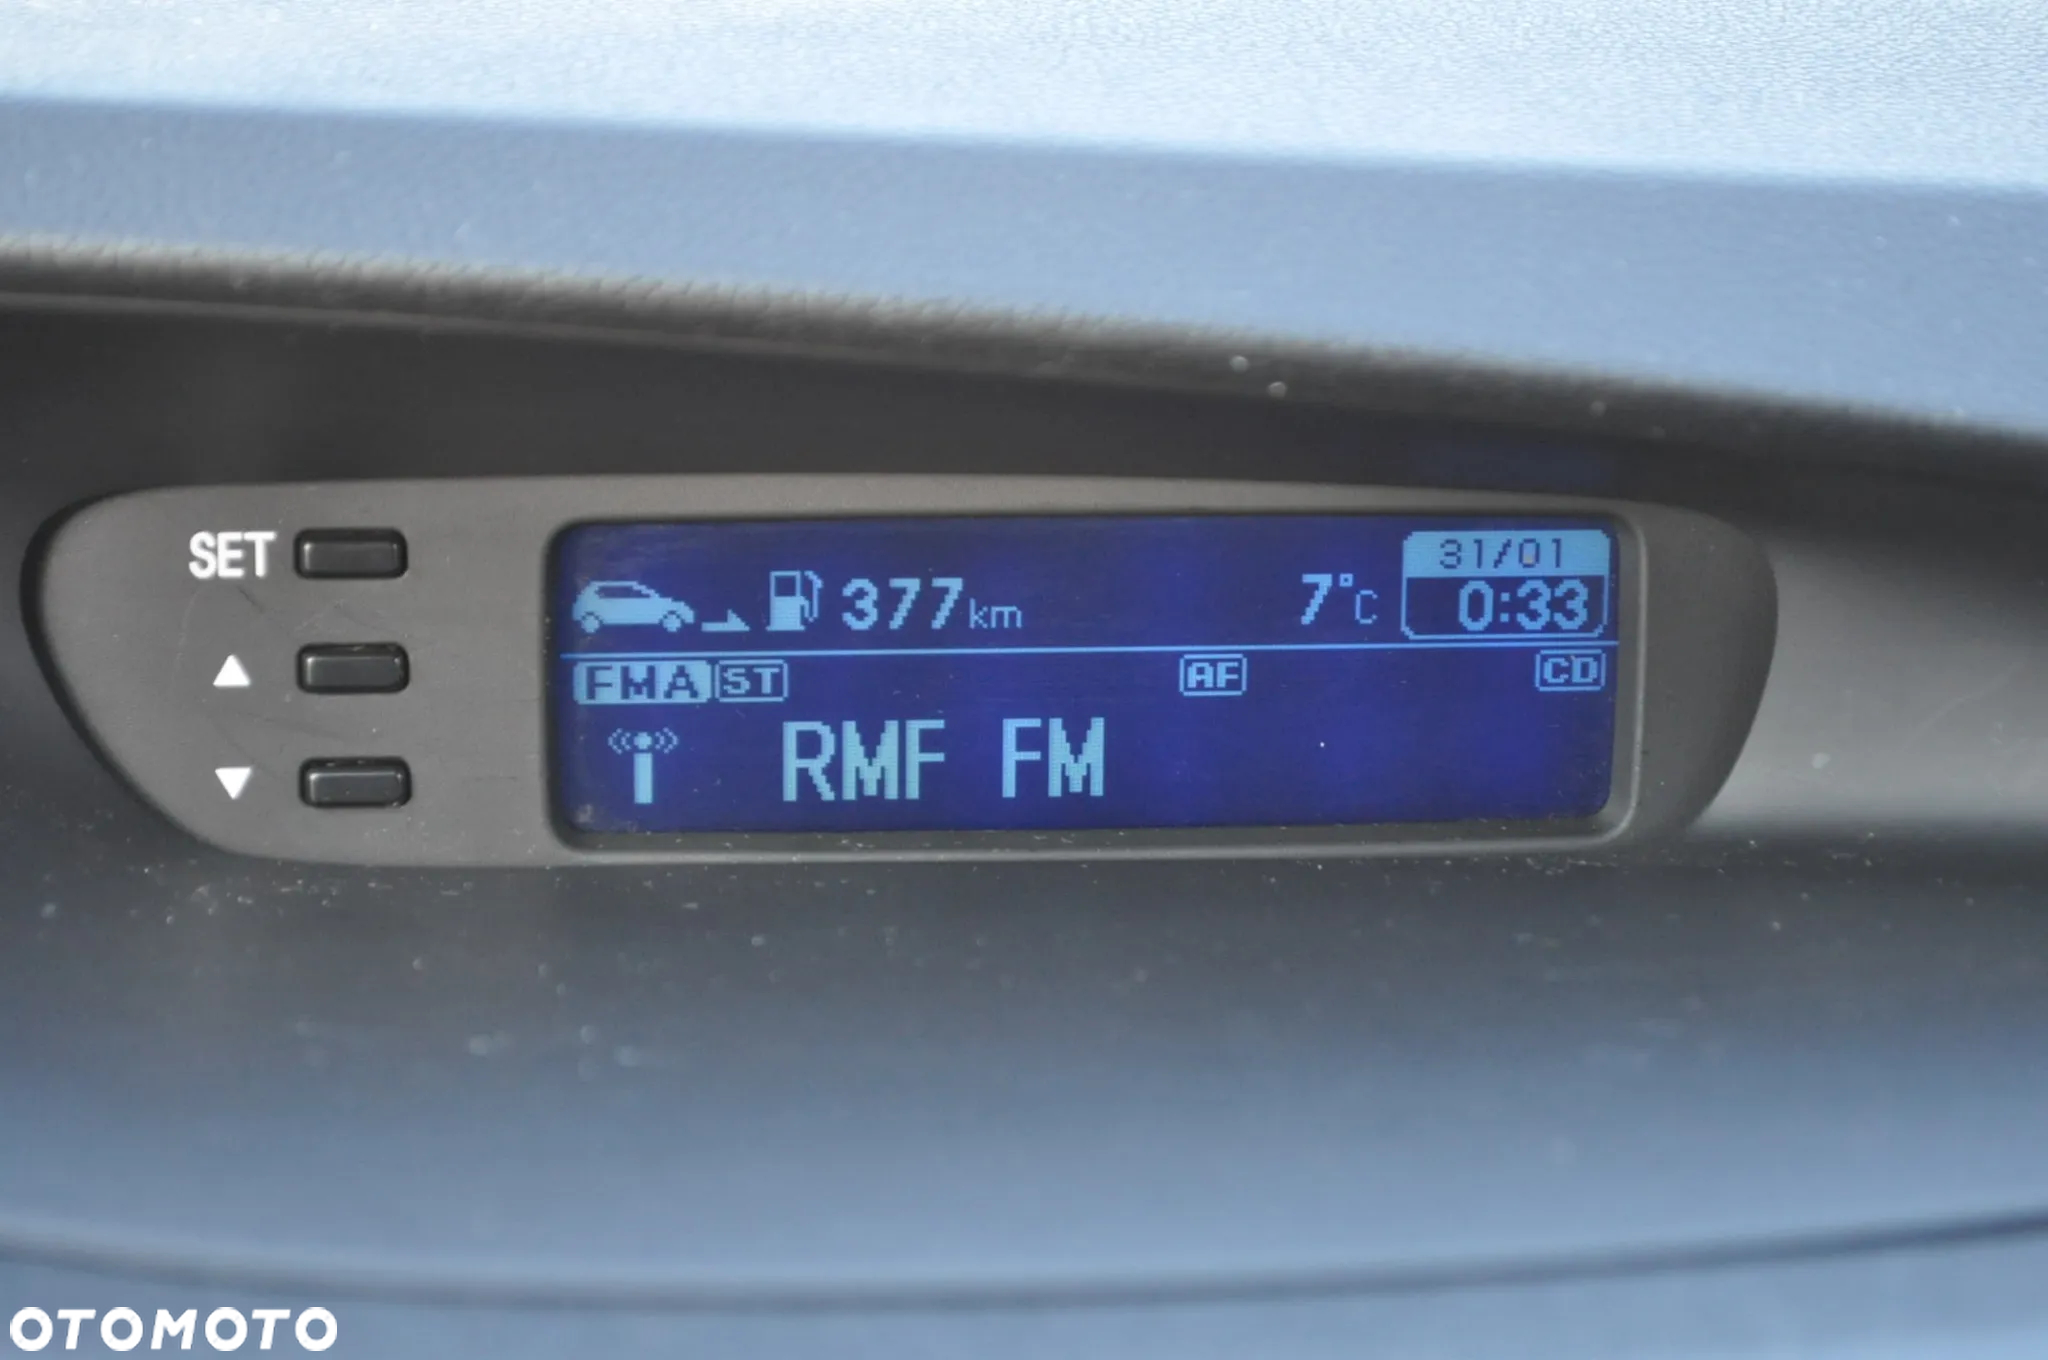 SET
377km
7°C
31/01
0:33
FMA ST AF CD
RMF FM
OTOMOTO